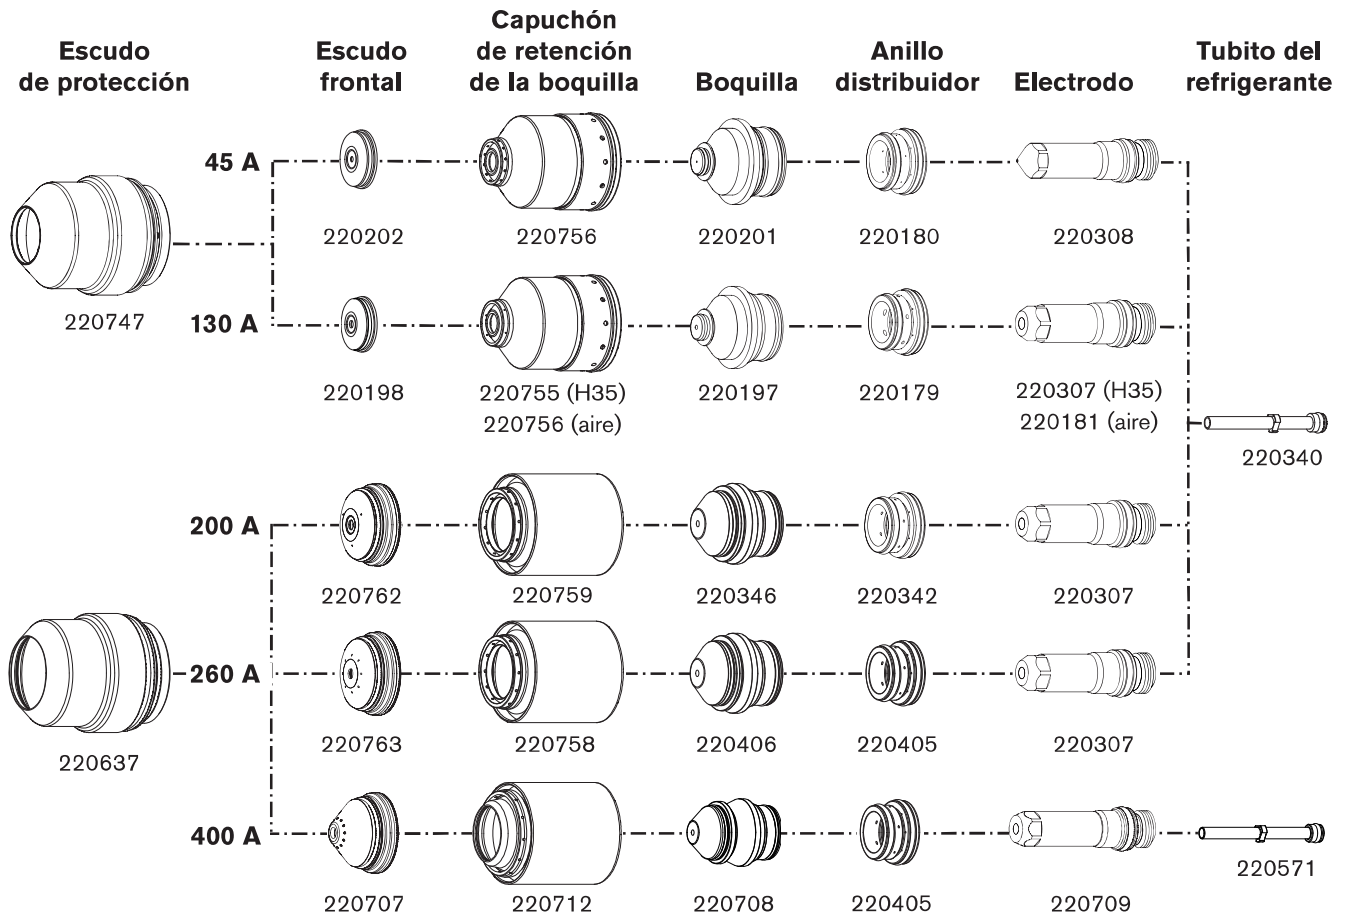 Escudo
de protección
Escudo
frontal
Capuchón
de retención
de la boquilla
Boquilla
Anillo
distribuidor
Electrodo
Tubito del
refrigerante
45 A
220202
220756
220201
220180
220308
220747
130 A
220198
220755 (H35)
220756 (aire)
220197
220179
220307 (H35)
220181 (aire)
220340
200 A
220762
220759
220346
220342
220307
220637
260 A
220763
220758
220406
220405
220307
400 A
220707
220712
220708
220405
220709
220571